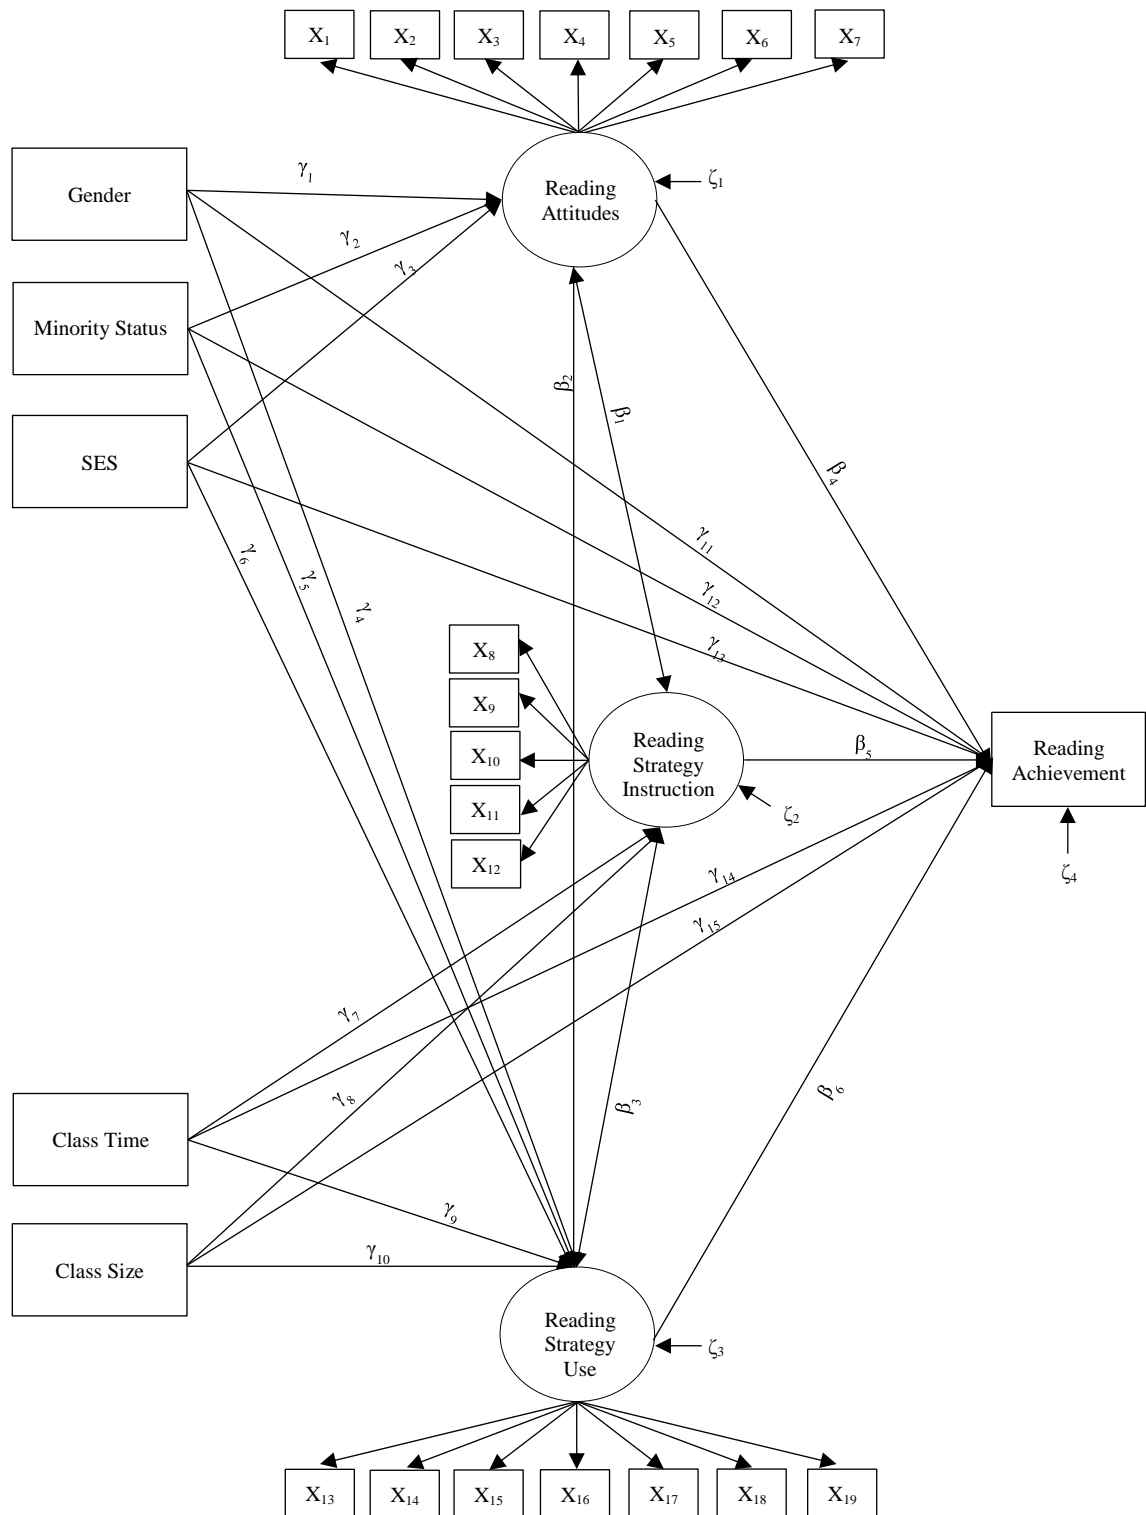 X₁ X₂ X₃ X₄ X₅ X₆ X₇
Gender
γ₁
Reading
Attitudes
ζ₁
γ₂
γ₃
Minority Status
β₂
β₁
SES
β₄
γ₆
γ₅
γ₄
γ₁₁
γ₁₂
γ₁₃
X₈
X₉
X₁₀
X₁₁
X₁₂
Reading
Strategy
Instruction
β₅
ζ₂
Reading
Achievement
ζ₄
γ₁₄
γ₁₅
γ₇
γ₈
β₃
β₆
Class Time
γ₉
γ₁₀
Class Size
Reading
Strategy
Use
ζ₃
X₁₃ X₁₄ X₁₅ X₁₆ X₁₇ X₁₈ X₁₉